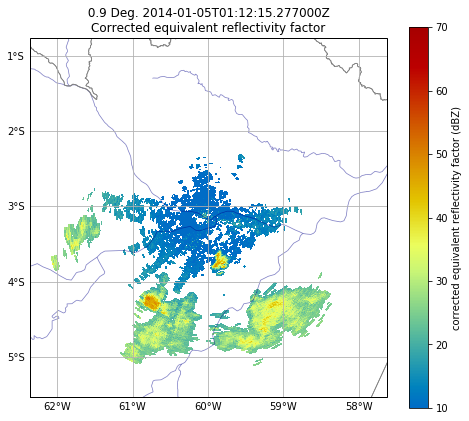 0.9 Deg. 2014-01-05T01:12:15.277000Z
Corrected equivalent reflectivity factor
1°S
2°S
3°S
4°S
5°S
62°W 61°W 60°W 59°W 58°W
70
60
50
40
30
20
10
corrected equivalent reflectivity factor (dBZ)